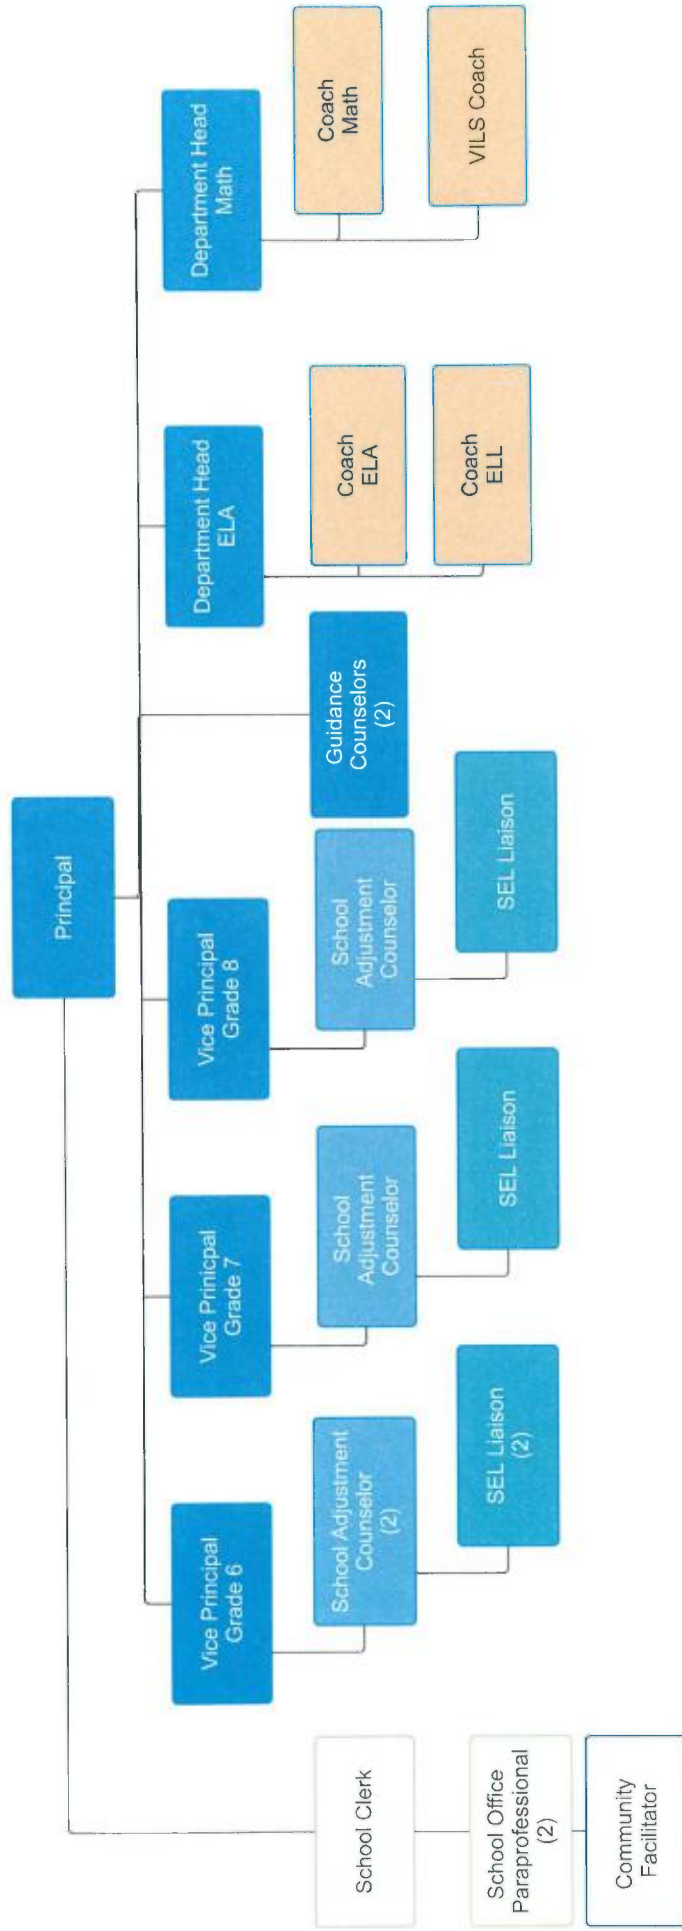 Principal
Vice Principal
Grade 6
Vice Prinicpal
Grade 7
Vice Principal
Grade 8
Department Head
ELA
Department Head
Math
School Adjustment
Counselor
(2)
School
Adjustment
Counselor
School
Adjustment
Counselor
Guidance
Counselors
(2)
Coach
ELA
Coach
Math
School Clerk
SEL Liaison
(2)
SEL Liaison
SEL Liaison
Coach
ELL
VILS Coach
School Office
Paraprofessional
(2)
Community
Facilitator